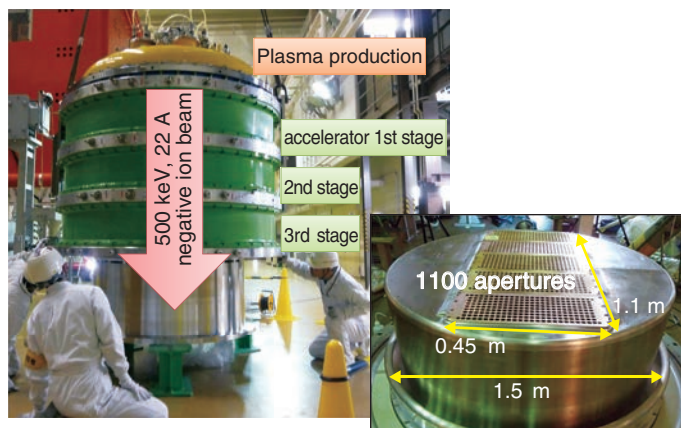 Plasma production
accelerator 1st stage
2nd stage
3rd stage
500 keV, 22 A
negative ion beam
1100 apertures
1.1 m
0.45 m
1.5 m